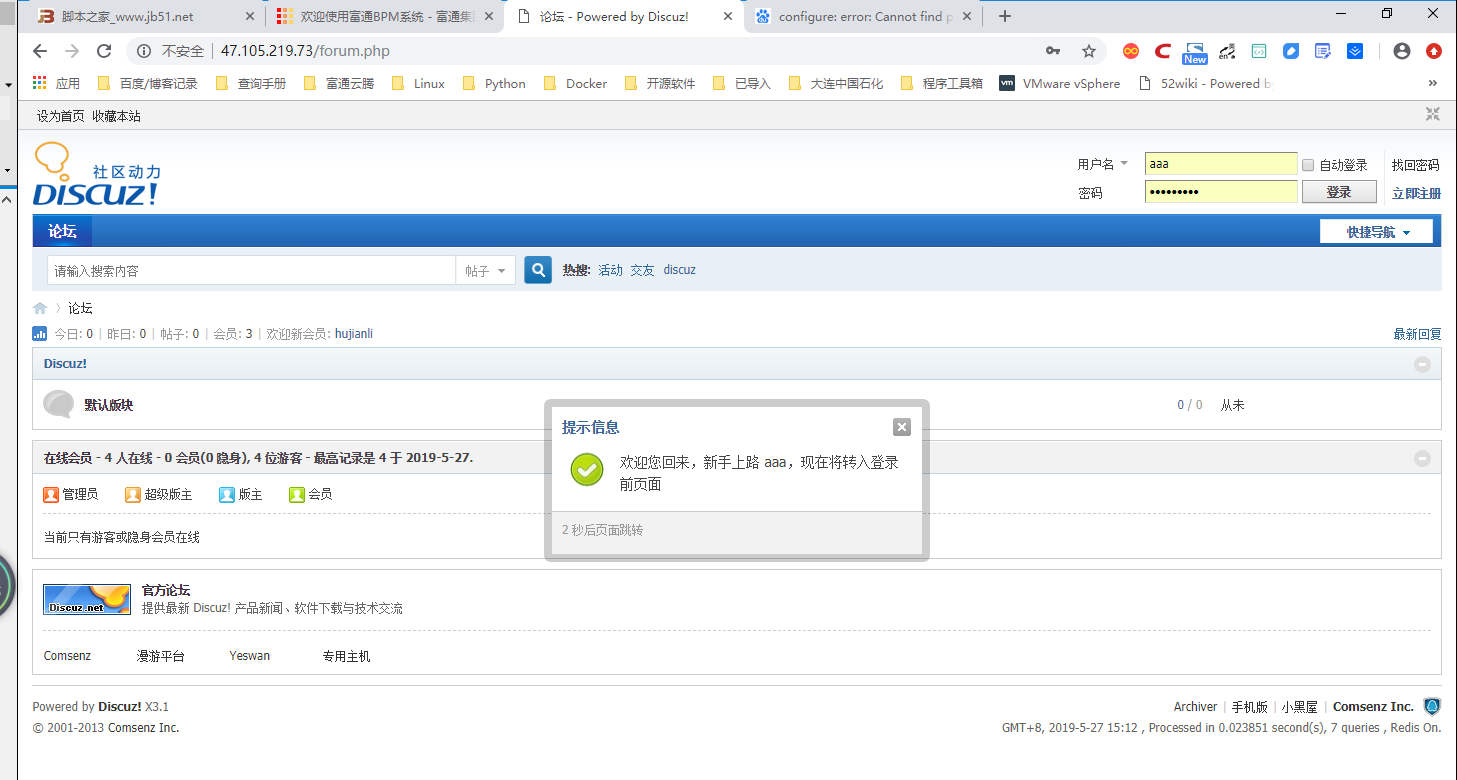 脚本之家_www.jb51.net
欢迎使用富通BPM系统 - 富通集
论坛 - Powered by Discuz!
configure: error: Cannot find p
不安全 47.105.219.73/forum.php
New
en
应用 百度/博客记录 查询手册 富通云腾 Linux Python Docker 开源软件 已导入 大连中国石化 程序工具箱 vm VMware vSphere 52wiki - Powered b »
设为首页 收藏本站
社区动力
DISCUZ!
用户名 aaa 自动登录 找回密码
密码 ••••••••• 登录 立即注册
论坛 快捷导航
请输入搜索内容 帖子 热搜: 活动 交友 discuz
论坛
今日: 0 | 昨日: 0 | 帖子: 0 | 会员: 3 | 欢迎新会员: hujianli 最新回复
Discuz!
默认版块 0 / 0 从未
提示信息
欢迎您回来，新手上路 aaa，现在将转入登录
前页面
2 秒后页面跳转
在线会员 - 4 人在线 - 0 会员(0 隐身), 4 位游客 - 最高记录是 4 于 2019-5-27.
管理员 超级版主 版主 会员
当前只有游客或隐身会员在线
Discuz.net
官方论坛
提供最新 Discuz! 产品新闻、软件下载与技术交流
Comsenz 漫游平台 Yeswan 专用主机
Powered by Discuz! X3.1 Archiver | 手机版 | 小黑屋 | Comsenz Inc.
© 2001-2013 Comsenz Inc. GMT+8, 2019-5-27 15:12 , Processed in 0.023851 second(s), 7 queries , Redis On.